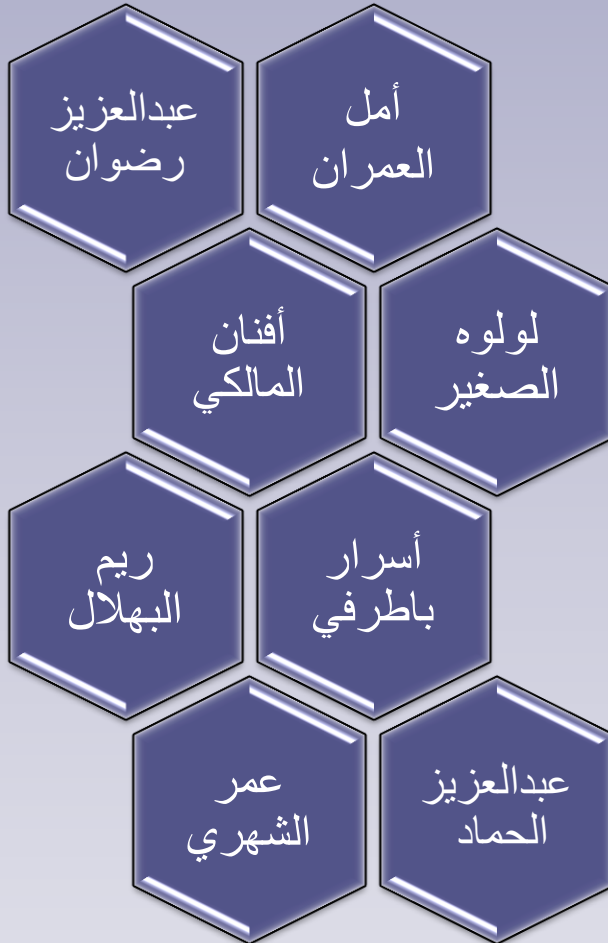 أمل
العمران
عبدالعزيز
رضوان
لولوه
الصغير
أفنان
المالكي
أسرار
باطرفي
ريم
البهلال
عبدالعزيز
الحماد
عمر
الشهري